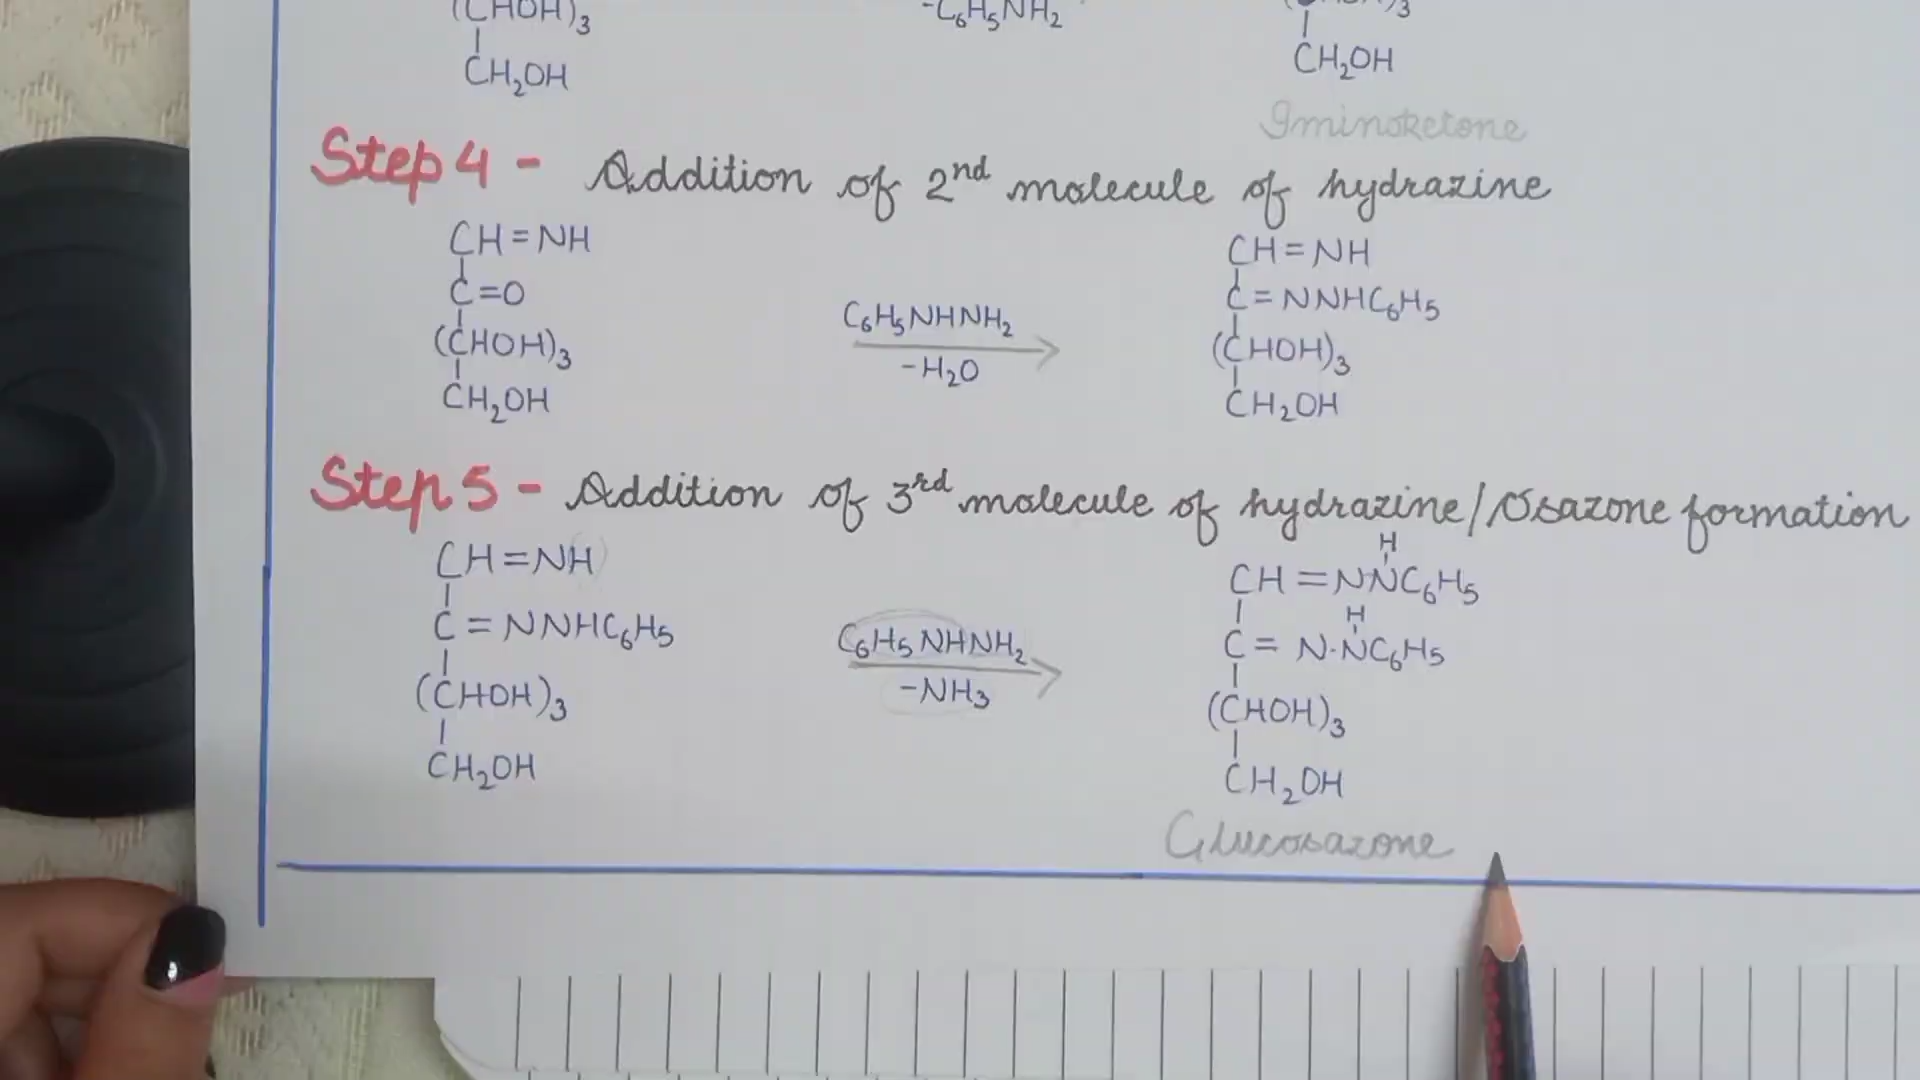 (CHOH)₃ -C₆H₅NH₂
CH₂OH CH₂OH
Iminoketone
Step 4 - Addition of 2nd molecule of hydrazine
CH=NH CH=NH
C=O C=NNHC₆H₅
C₆H₅NHNH₂
(CHOH)₃ (CHOH)₃
-H₂O
CH₂OH CH₂OH
Step 5 - Addition of 3rd molecule of hydrazine/Osazone formation
H
CH=NH CH=NNC₆H₅
H
C=NNHC₆H₅ C₆H₅NHNH₂ C=N·NC₆H₅
-NH₃
(CHOH)₃ (CHOH)₃
CH₂OH CH₂OH
Glucosazone